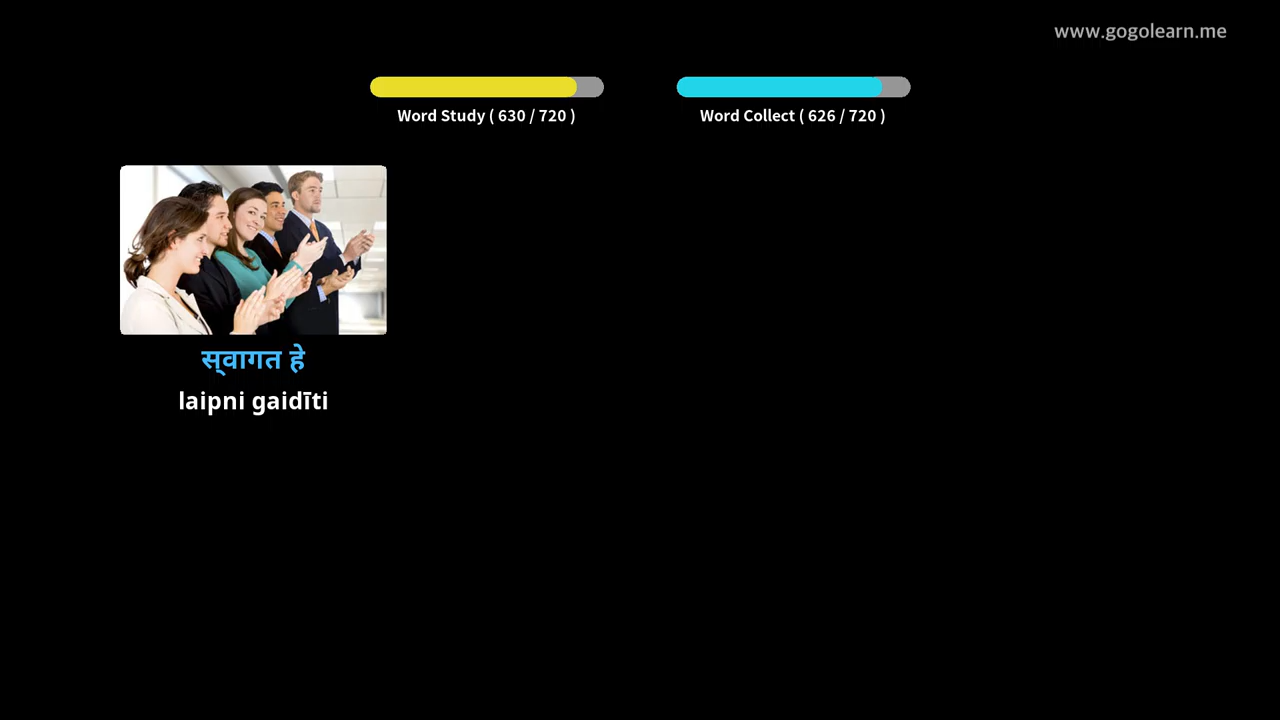 www.gogolearn.me
Word Study ( 630 / 720 )
Word Collect ( 626 / 720 )
स्वागत हे
laipni gaidīti